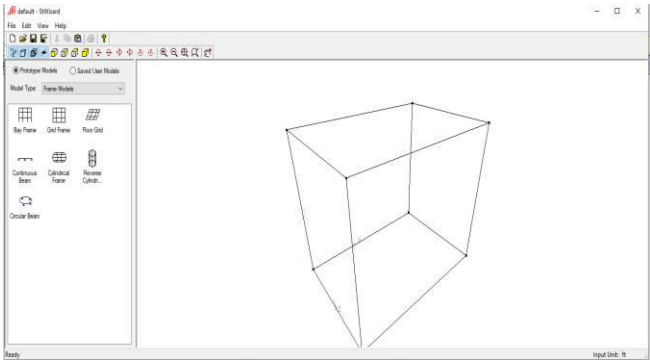 default - StWizard
File Edit View Help
Prototype Models Saved User Models
Model Type: Frame Models
Bay Frame Grid Frame Floor Grid
Continuous Beam Cylindrical Frame Reverse Cylindr...
Circular Beam
Ready Input Unit: ft